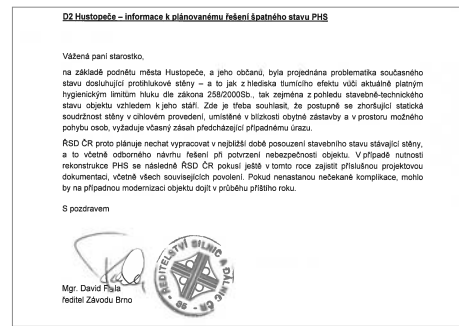 D2 Hustopeče – informace k plánovanému řešení špatného stavu PHS
Vážená paní starostko,
na základě podnětu města Hustopeče, a jeho občanů, byla projednána problematika současného
stavu dosluhující protihlukové stěny – a to jak z hlediska tlumícího efektu vůči aktuálně platným
hygienickým limitům hluku dle zákona 258/2000Sb., tak zejména z pohledu stavebně-technického
stavu objektu vzhledem k jeho stáří. Zde je třeba souhlasit, že postupně se zhoršující statická
soudržnost stěny v cihlovém provedení, umístěné v blízkosti obytné zástavby a v prostoru možného
pohybu osob, vyžaduje včasný zásah předcházející případnému úrazu.
ŘSD ČR proto plánuje nechat vypracovat v nejbližší době posouzení stavebního stavu stávající stěny,
a to včetně odborného návrhu řešení při potvrzení nebezpečnosti objektu. V případě nutnosti
rekonstrukce PHS se následně ŘSD ČR pokusí ještě v tomto roce zajistit příslušnou projektovou
dokumentaci, včetně všech souvisejících povolení. Pokud nenastanou nečekané komplikace, mohlo
by na případnou modernizaci objektu dojít v průběhu příštího roku.
S pozdravem
ŘEDITELSTVÍ SILNIC A DÁLNIC ČR
Mgr. David
ředitel Závodu Brno